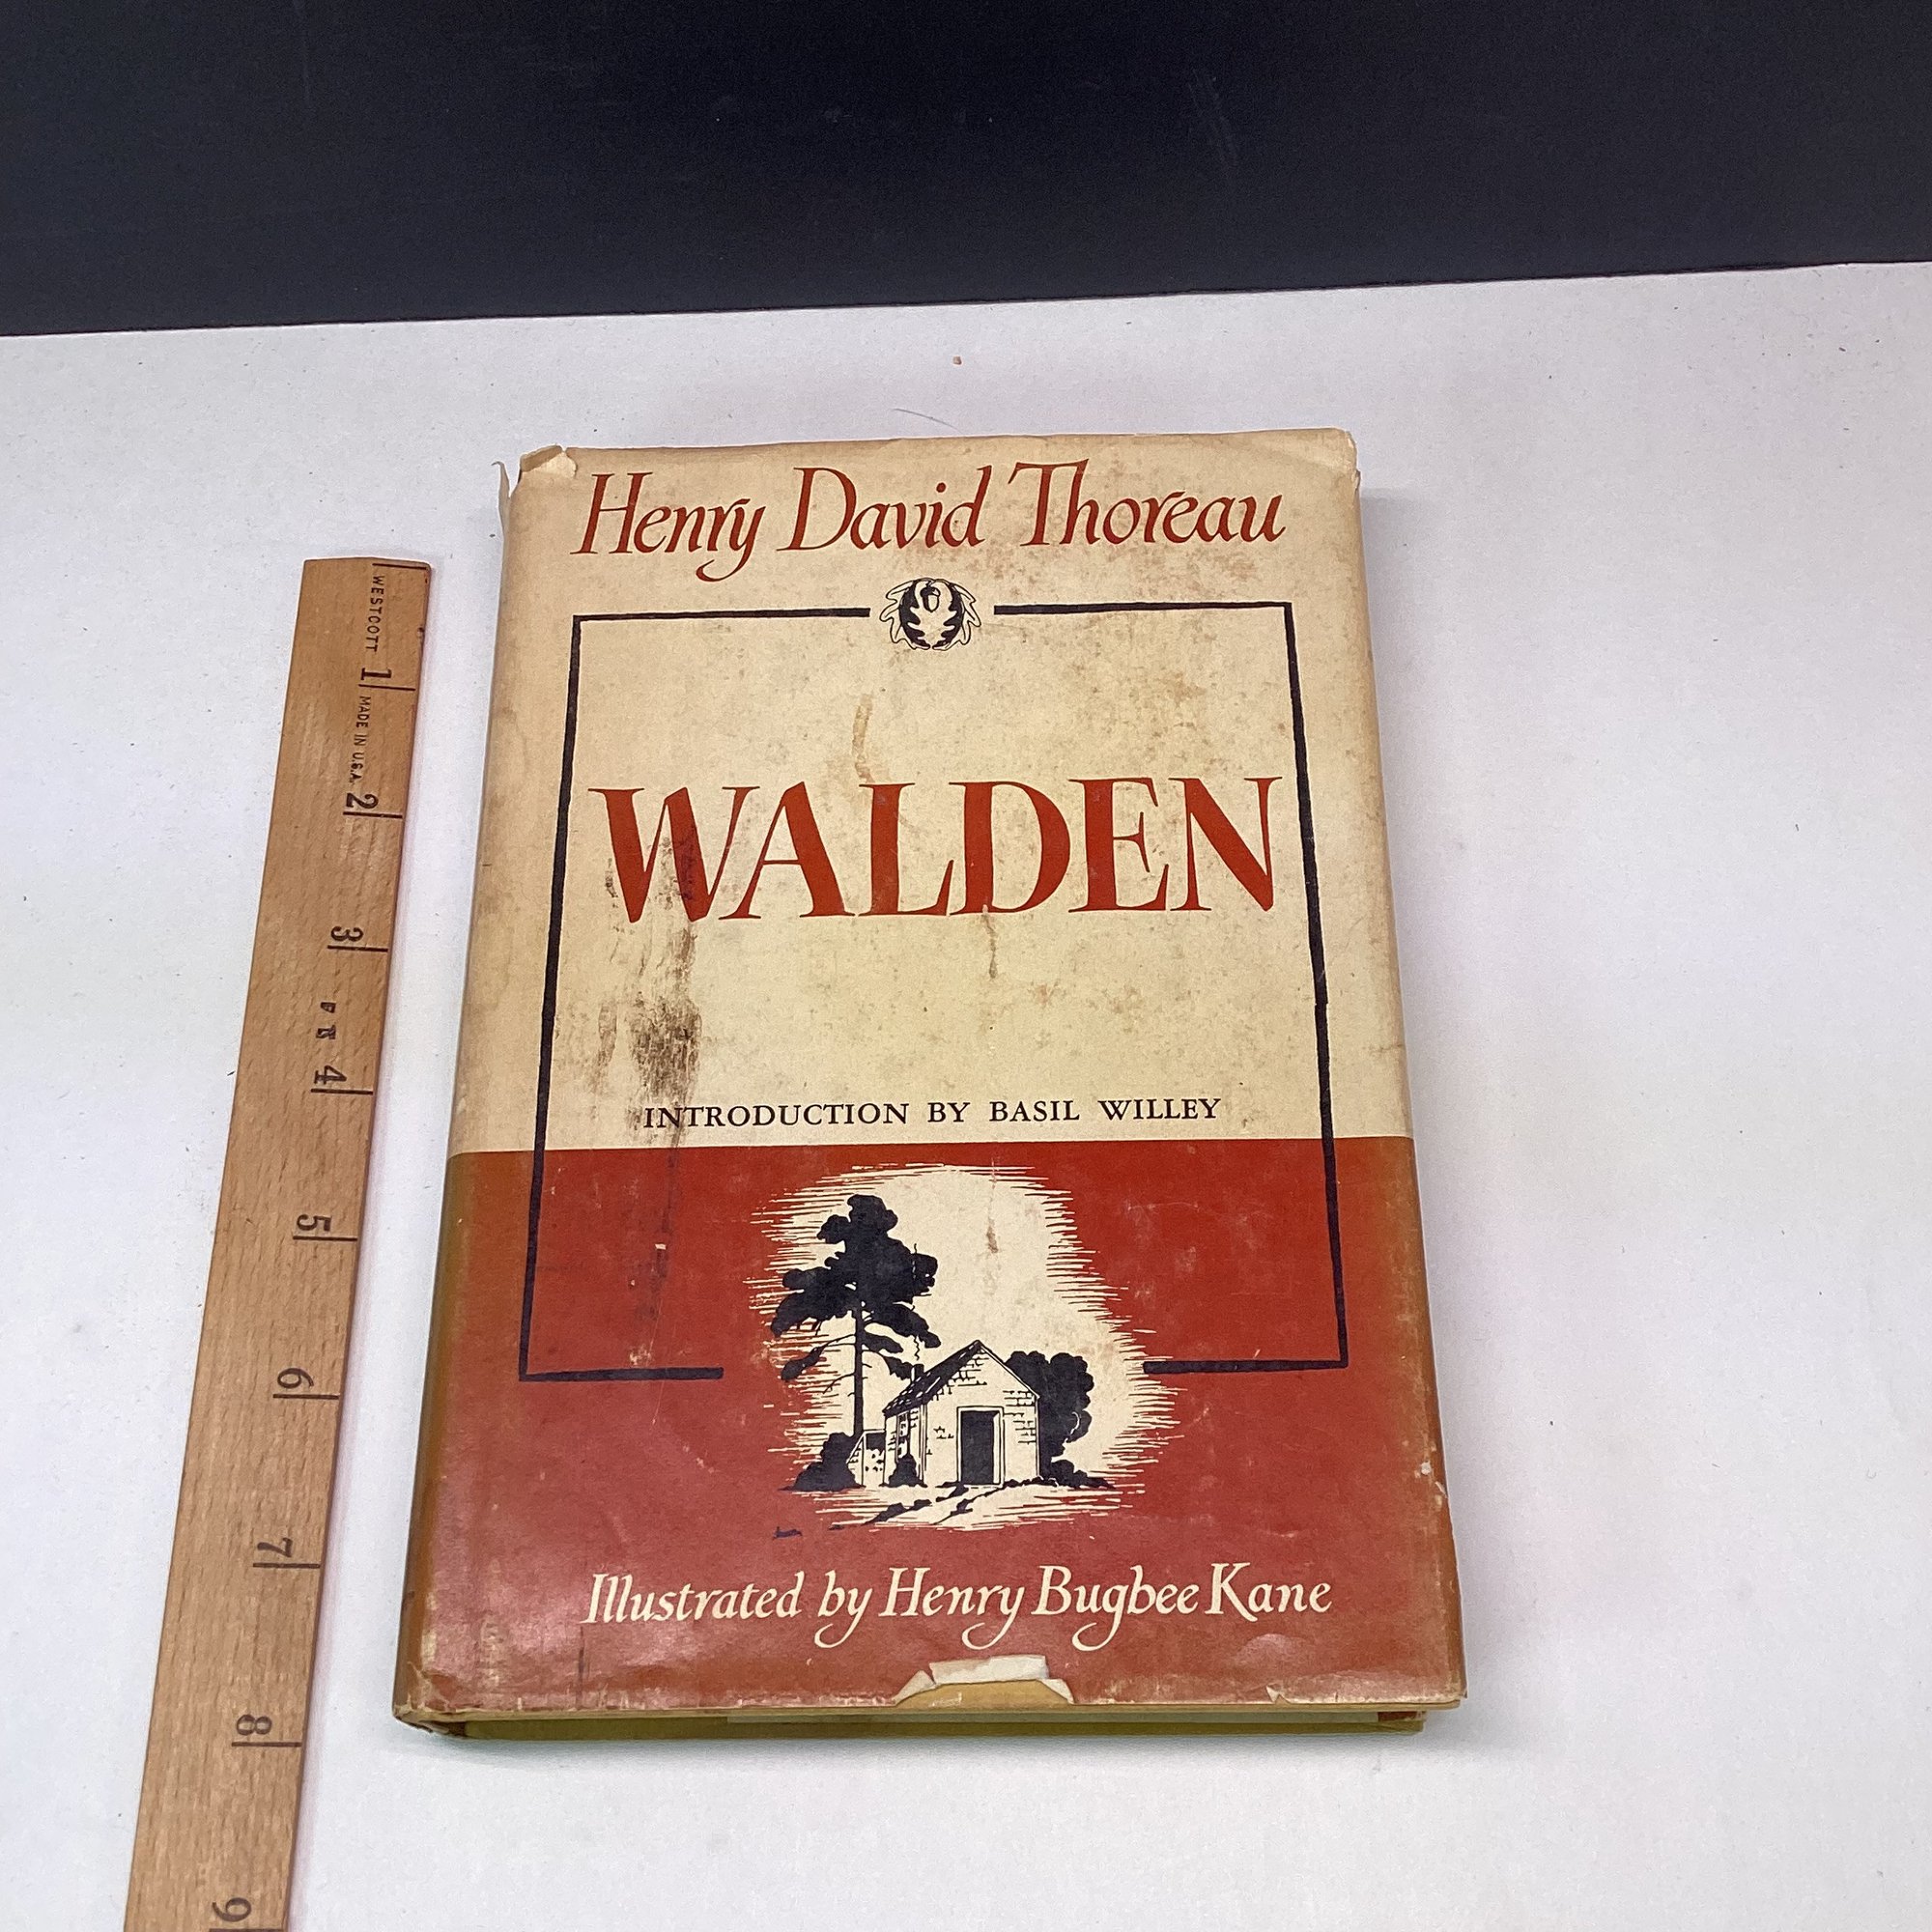 Henry David Thoreau
WALDEN
INTRODUCTION BY BASIL WILLEY
Illustrated by Henry Bugbee Kane
WESTCOTT
1
MADE IN U.S.A.
2
3
4
5
6
7
8
9